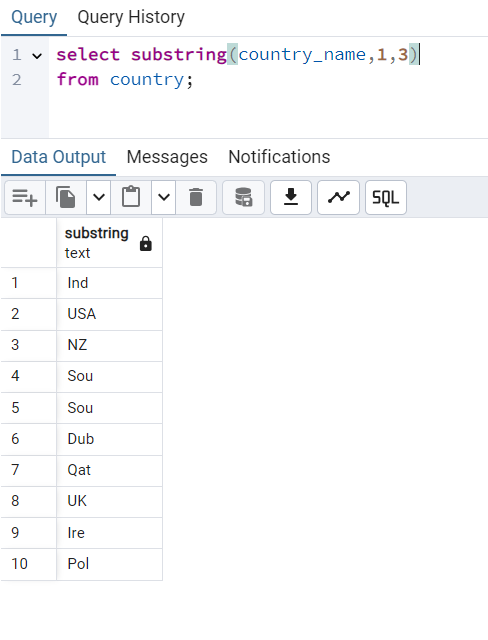 Query Query History
1 select substring(country_name,1,3)
2 from country;
Data Output Messages Notifications
SQL
substring
text
1 Ind
2 USA
3 NZ
4 Sou
5 Sou
6 Dub
7 Qat
8 UK
9 Ire
10 Pol